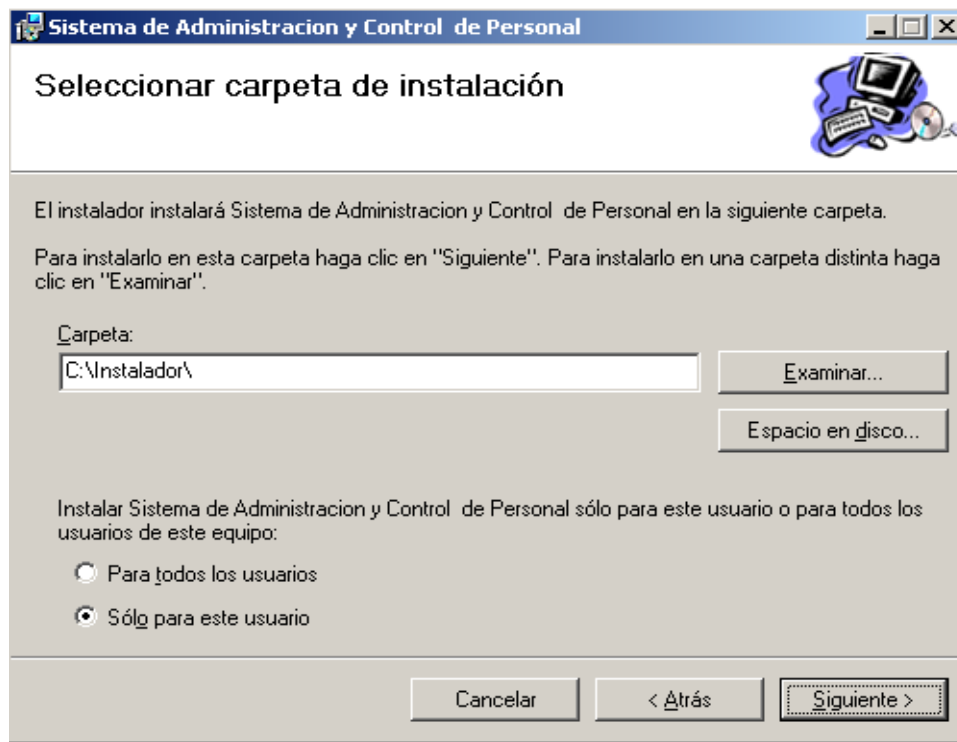 Sistema de Administracion y Control  de Personal
Seleccionar carpeta de instalación
El instalador instalará Sistema de Administracion y Control  de Personal en la siguiente carpeta.
Para instalarlo en esta carpeta haga clic en "Siguiente". Para instalarlo en una carpeta distinta haga
clic en "Examinar".
Carpeta:
C:\Instalador\
Examinar...
Espacio en disco...
Instalar Sistema de Administracion y Control  de Personal sólo para este usuario o para todos los
usuarios de este equipo:
Para todos los usuarios
Sólo para este usuario
Cancelar
< Atrás
Siguiente >